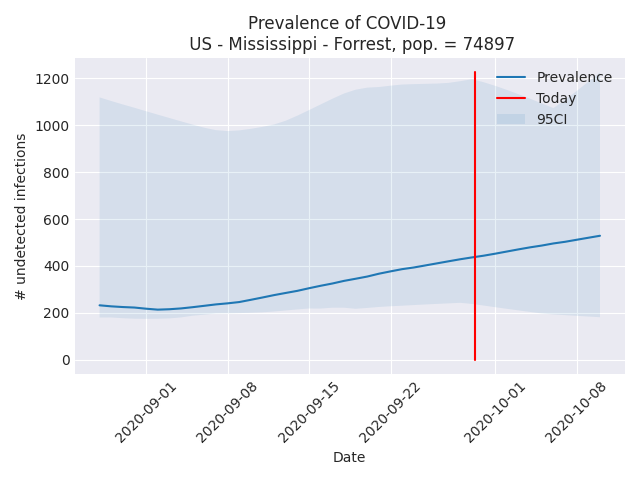 Prevalence of COVID-19
US - Mississippi - Forrest, pop. = 74897
# undetected infections
1200
1000
800
600
400
200
0
Prevalence
Today
95CI
2020-09-01
2020-09-08
2020-09-15
2020-09-22
2020-10-01
2020-10-08
Date